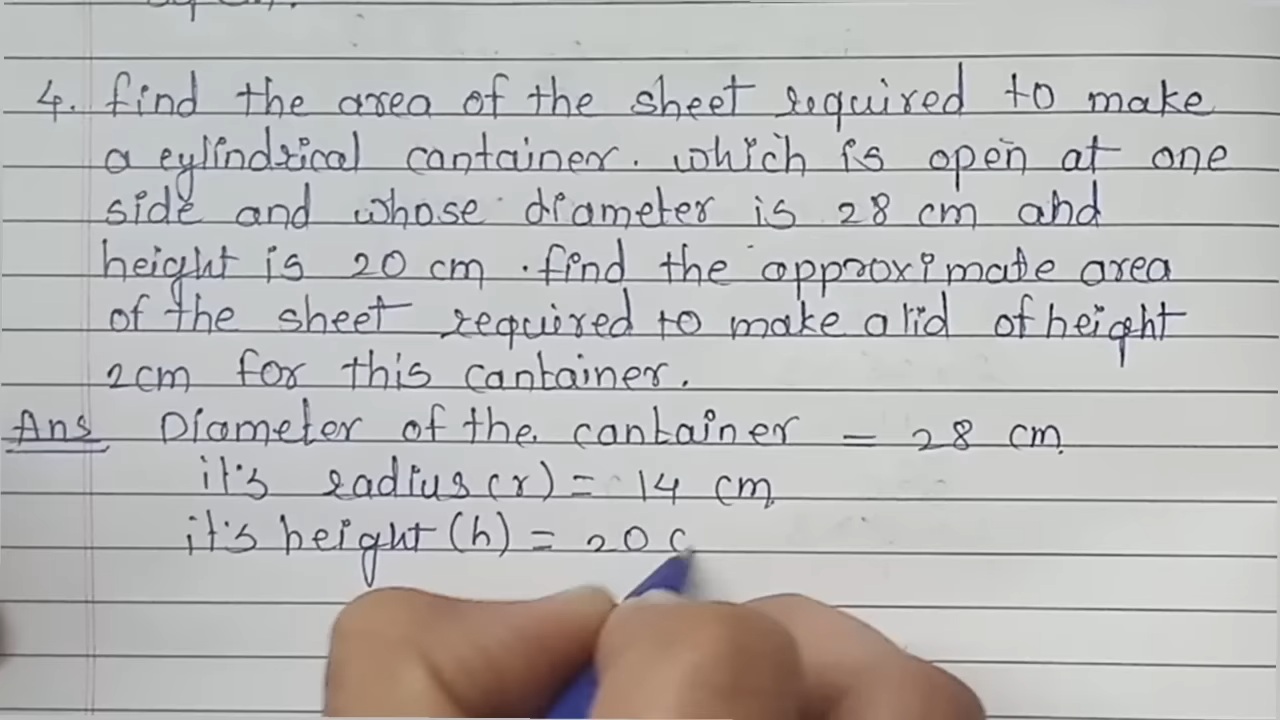 4. find the area of the sheet required to make
a cylindrical cantainer. which is open at one
side and whose diameter is 28 cm and
height is 20 cm. find the approximate area
of the sheet required to make a lid of height
2cm for this cantainer.
Ans Diameter of the cantainer = 28 cm.
it's radius (r) = 14 cm.
it's height (h) = 20 c